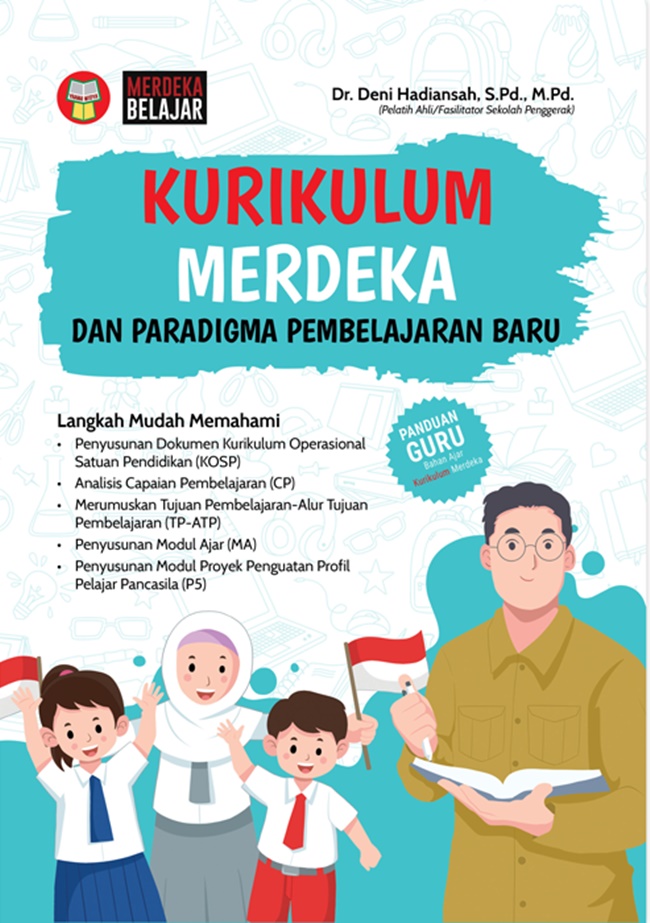 MERDEKA
BELAJAR
Dr. Deni Hadiansah, S.Pd., M.Pd.
(Pelatih Ahli/Fasilitator Sekolah Penggerak)
KURIKULUM
MERDEKA
DAN PARADIGMA PEMBELAJARAN BARU
Langkah Mudah Memahami
• Penyusunan Dokumen Kurikulum Operasional
Satuan Pendidikan (KOSP)
• Analisis Capaian Pembelajaran (CP)
• Merumuskan Tujuan Pembelajaran-Alur Tujuan
Pembelajaran (TP-ATP)
• Penyusunan Modul Ajar (MA)
• Penyusunan Modul Proyek Penguatan Profil
Pelajar Pancasila (P5)
PANDUAN
GURU
Bahan Ajar
Kurikulum Merdeka